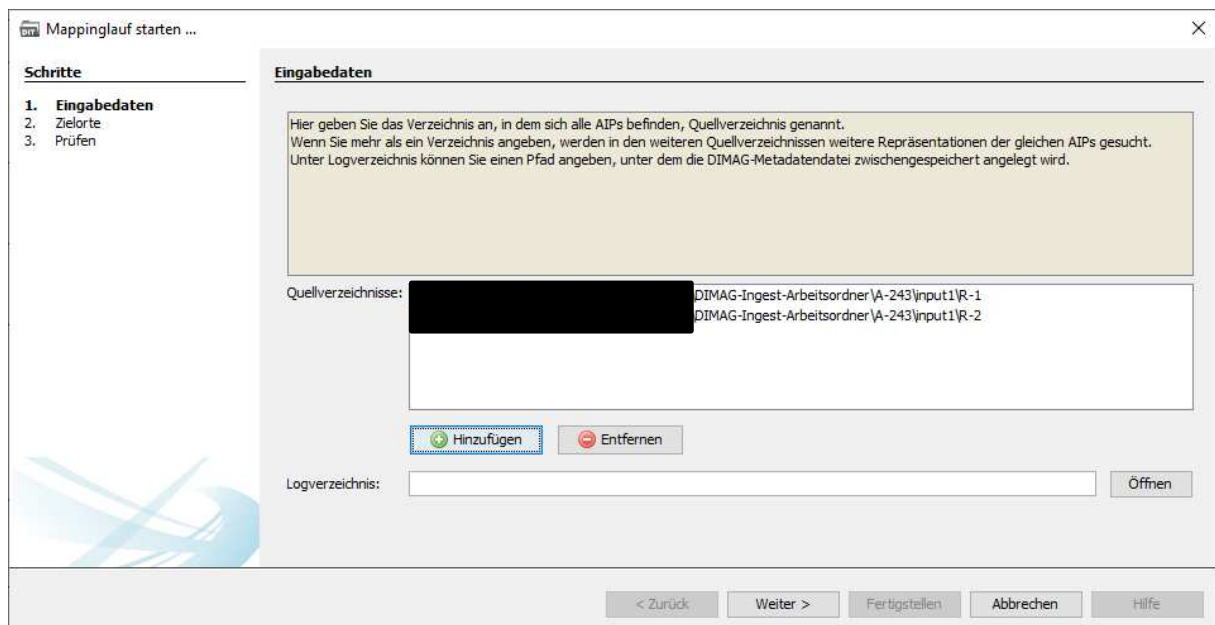 DIT
Mappinglauf starten ...
Schritte
1. Eingabedaten
2. Zielorte
3. Prüfen
Eingabedaten
Hier geben Sie das Verzeichnis an, in dem sich alle AIPs befinden, Quellverzeichnis genannt.
Wenn Sie mehr als ein Verzeichnis angeben, werden in den weiteren Quellverzeichnissen weitere Repräsentationen der gleichen AIPs gesucht.
Unter Logverzeichnis können Sie einen Pfad angeben, unter dem die DIMAG-Metadatendatei zwischengespeichert angelegt wird.
Quellverzeichnisse:
\DIMAG-Ingest-Arbeitsordner\A-243\input1\R-1
\DIMAG-Ingest-Arbeitsordner\A-243\input1\R-2
Hinzufügen Entfernen
Logverzeichnis: Öffnen
< Zurück Weiter > Fertigstellen Abbrechen Hilfe